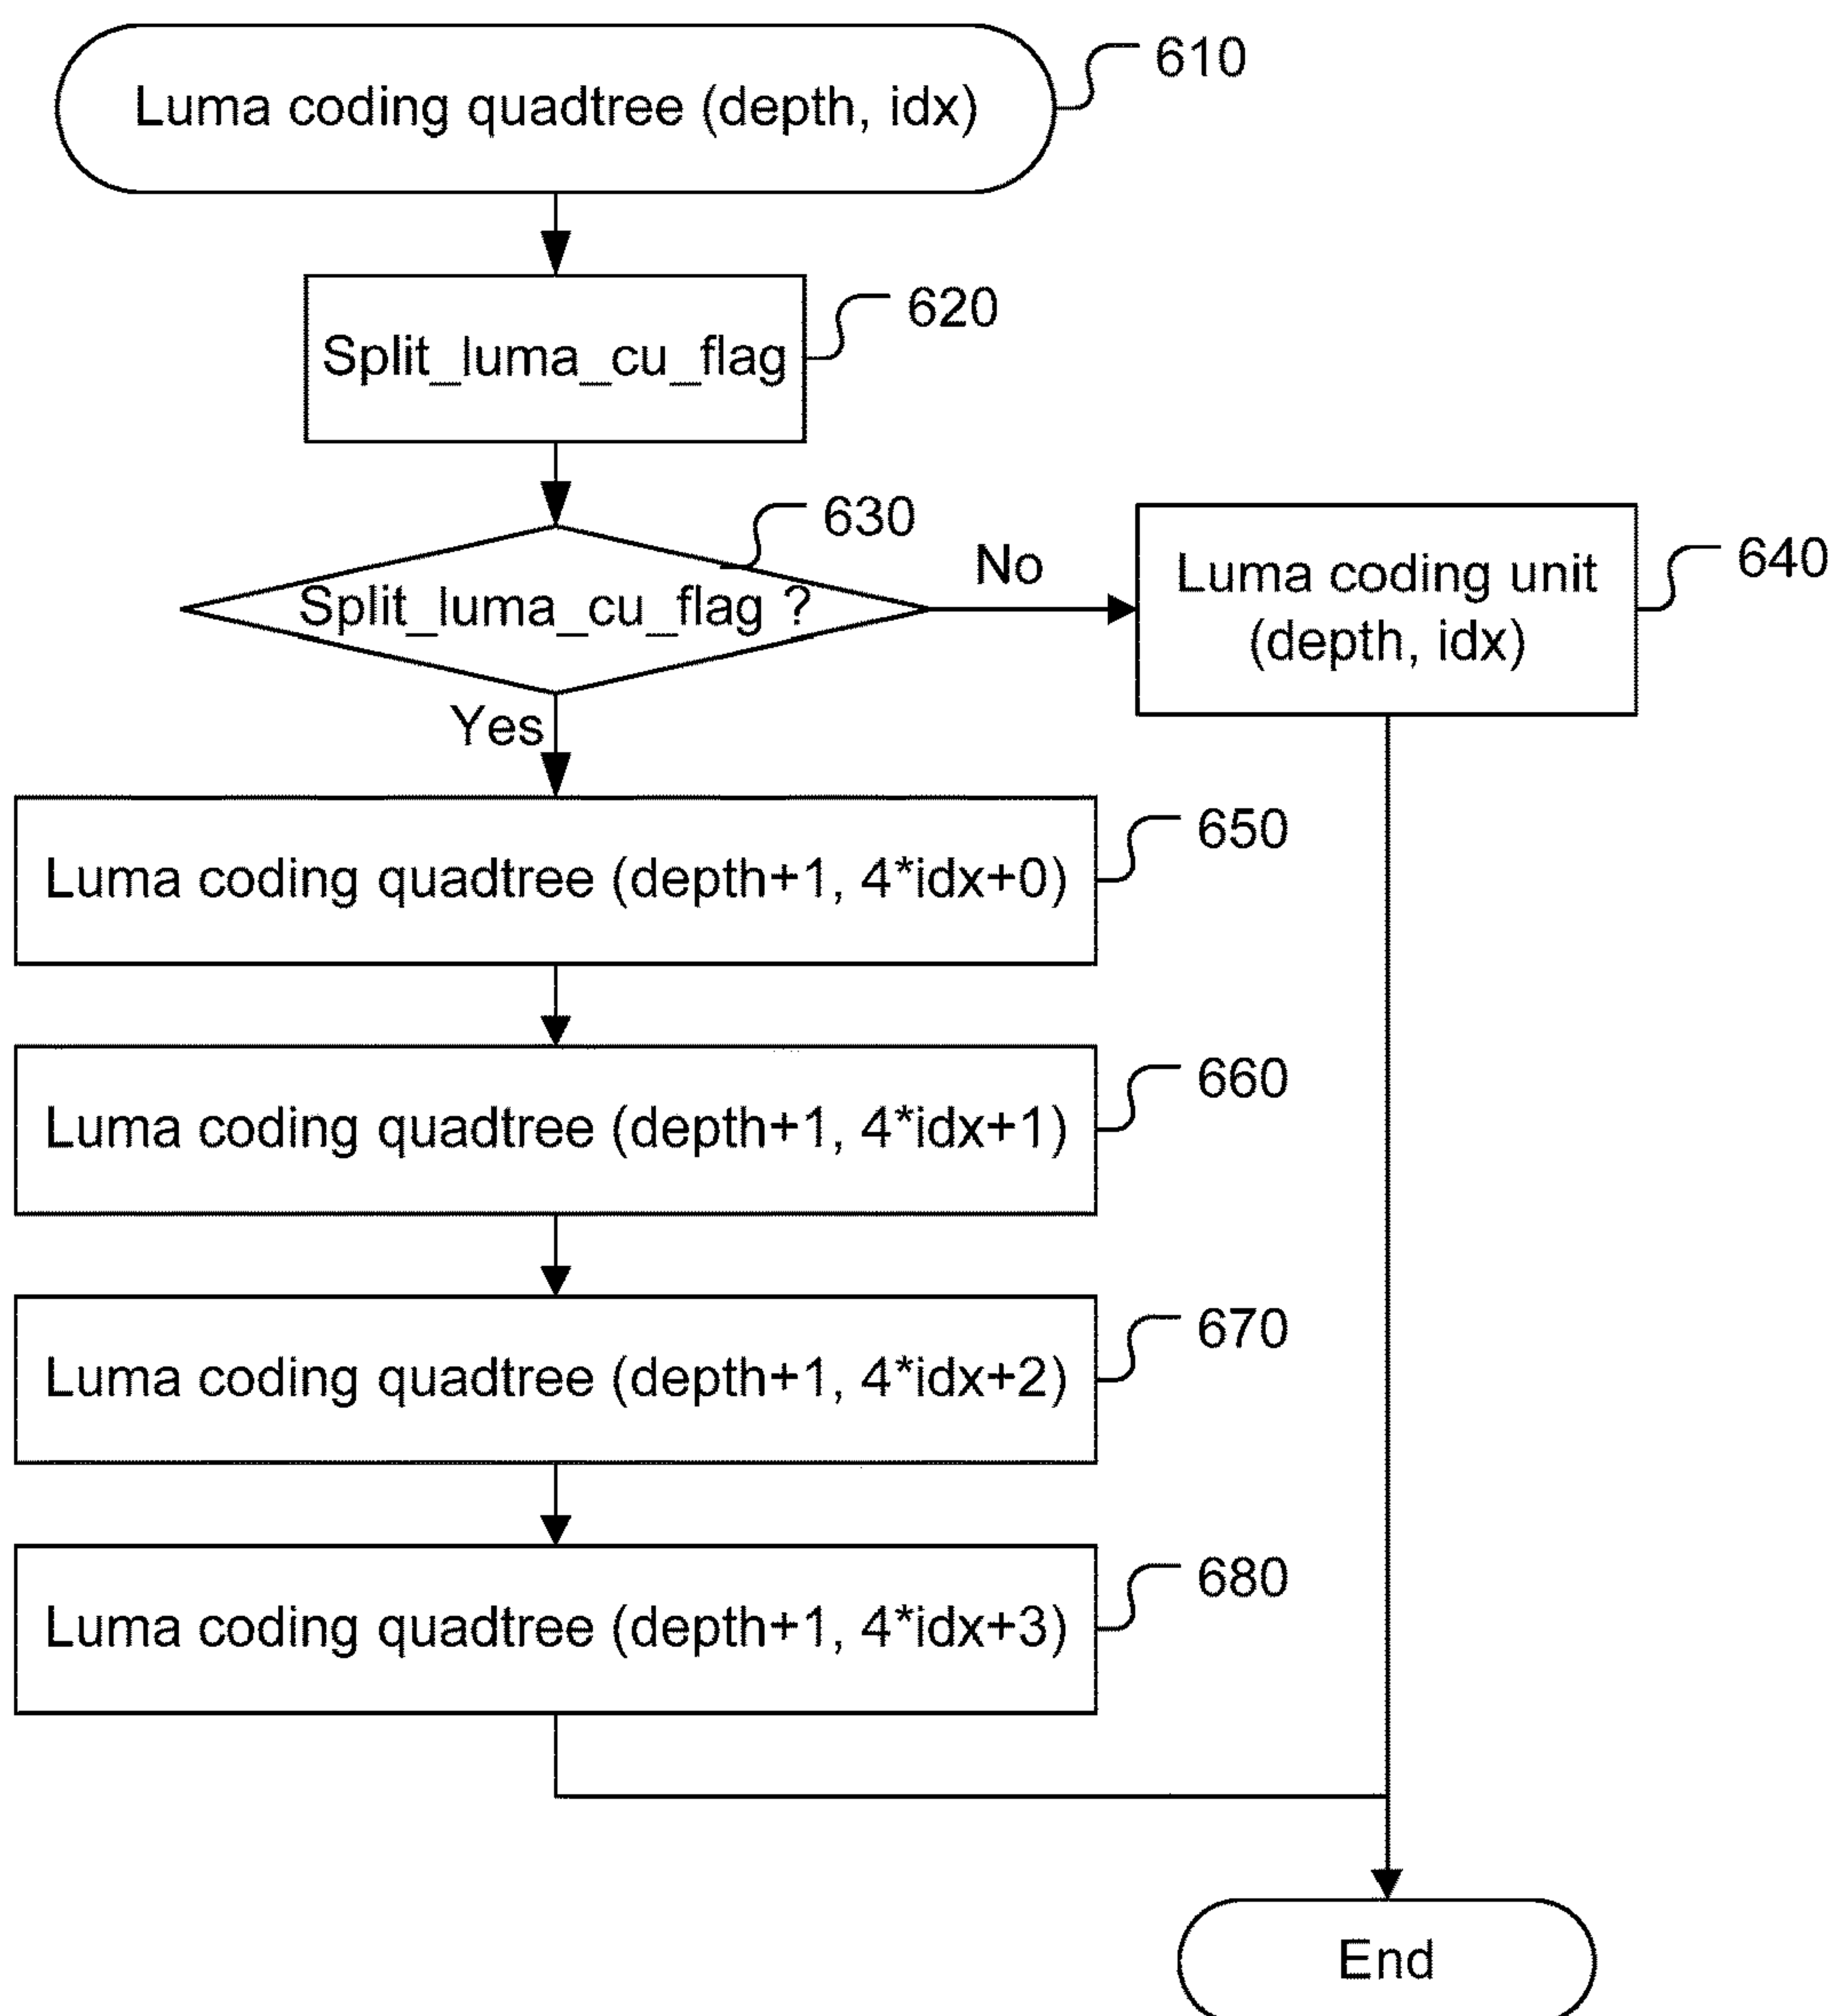 Luma coding quadtree (depth, idx)
610
Split_luma_cu_flag
620
Split_luma_cu_flag ?
630
No
Luma coding unit
(depth, idx)
640
Yes
Luma coding quadtree (depth+1, 4*idx+0)
650
Luma coding quadtree (depth+1, 4*idx+1)
660
Luma coding quadtree (depth+1, 4*idx+2)
670
Luma coding quadtree (depth+1, 4*idx+3)
680
End